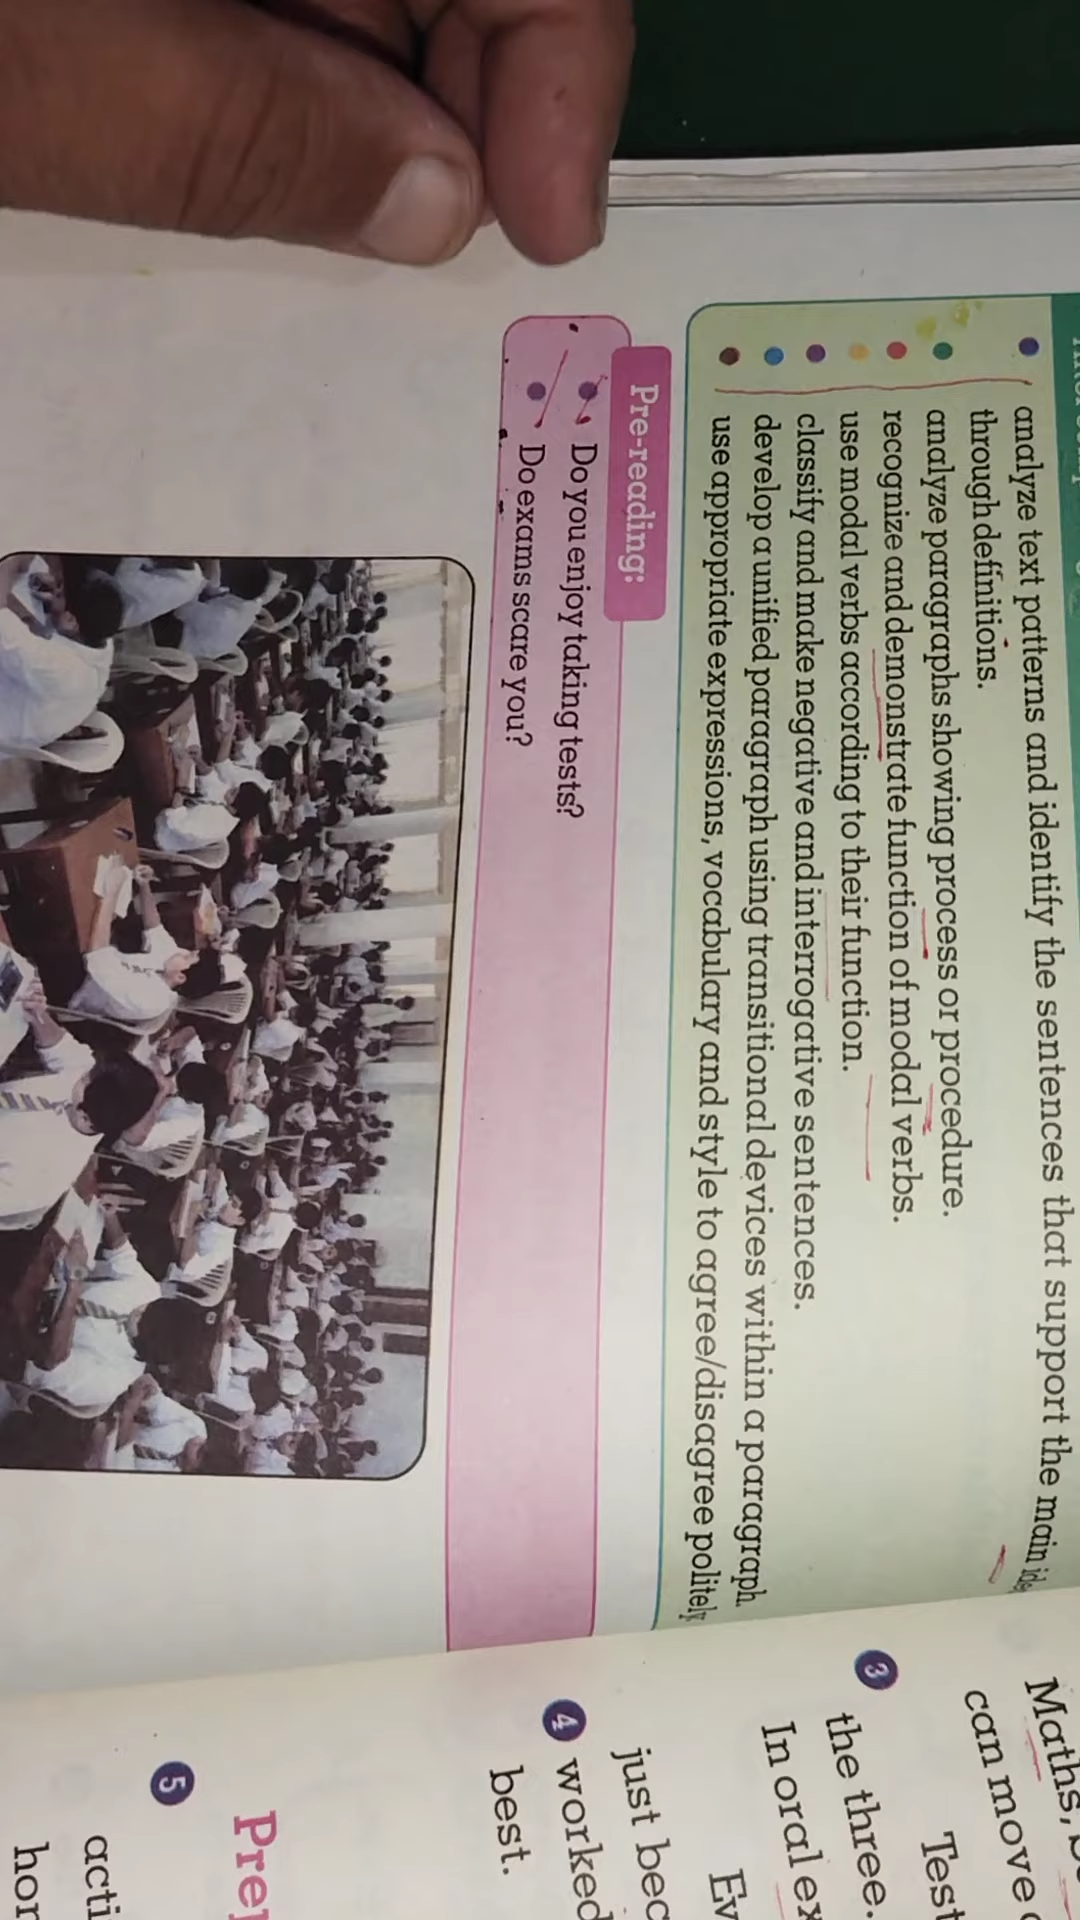 analyze text patterns and identify the sentences that support the main
through definitions.
analyze paragraphs showing process or procedure.
recognize and demonstrate function of modal verbs.
use modal verbs according to their function.
classify and make negative and interrogative sentences.
develop a unified paragraph using transitional devices within a paragraph.
use appropriate expressions, vocabulary and style to agree/disagree politely
Pre-reading:
Do you enjoy taking tests?
Do exams scare you?
Maths,
can move
Test
3 the three.
In oral ex
Ev
just bec
4 worked
best.
Prep
5
acti
hor